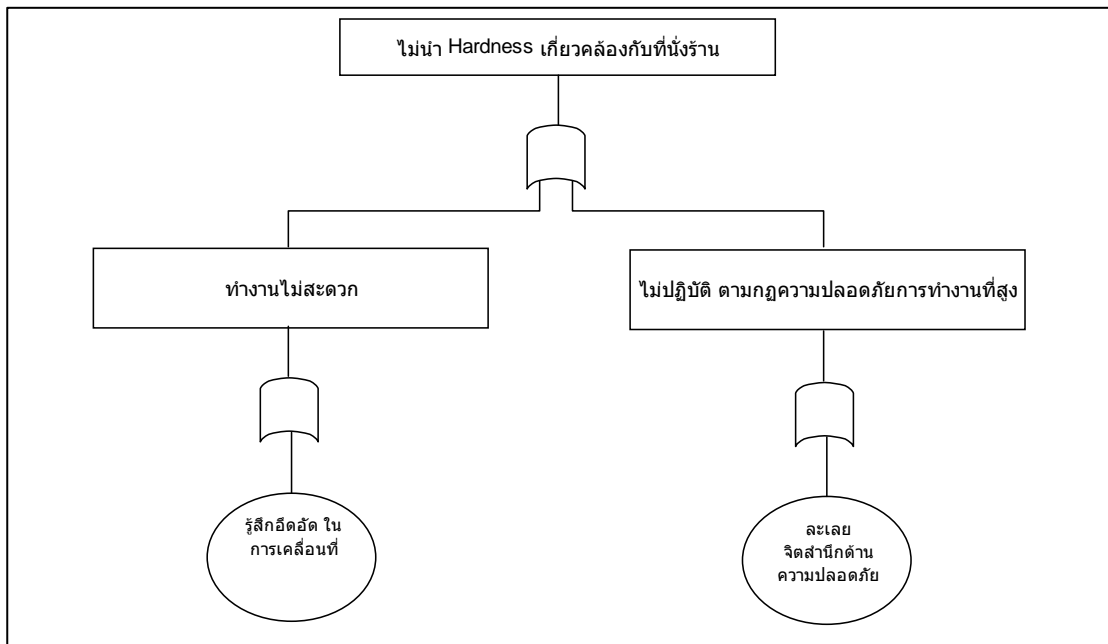 ไม่นำ Hardness เกี่ยวคล้องกับที่นั่งร้าน
ทำงานไม่สะดวก
ไม่ปฏิบัติ ตามกฏความปลอดภัยการทำงานที่สูง
รู้สึกอึดอัด ใน
การเคลื่อนที่
ละเลย
จิตสำนึกด้าน
ความปลอดภัย